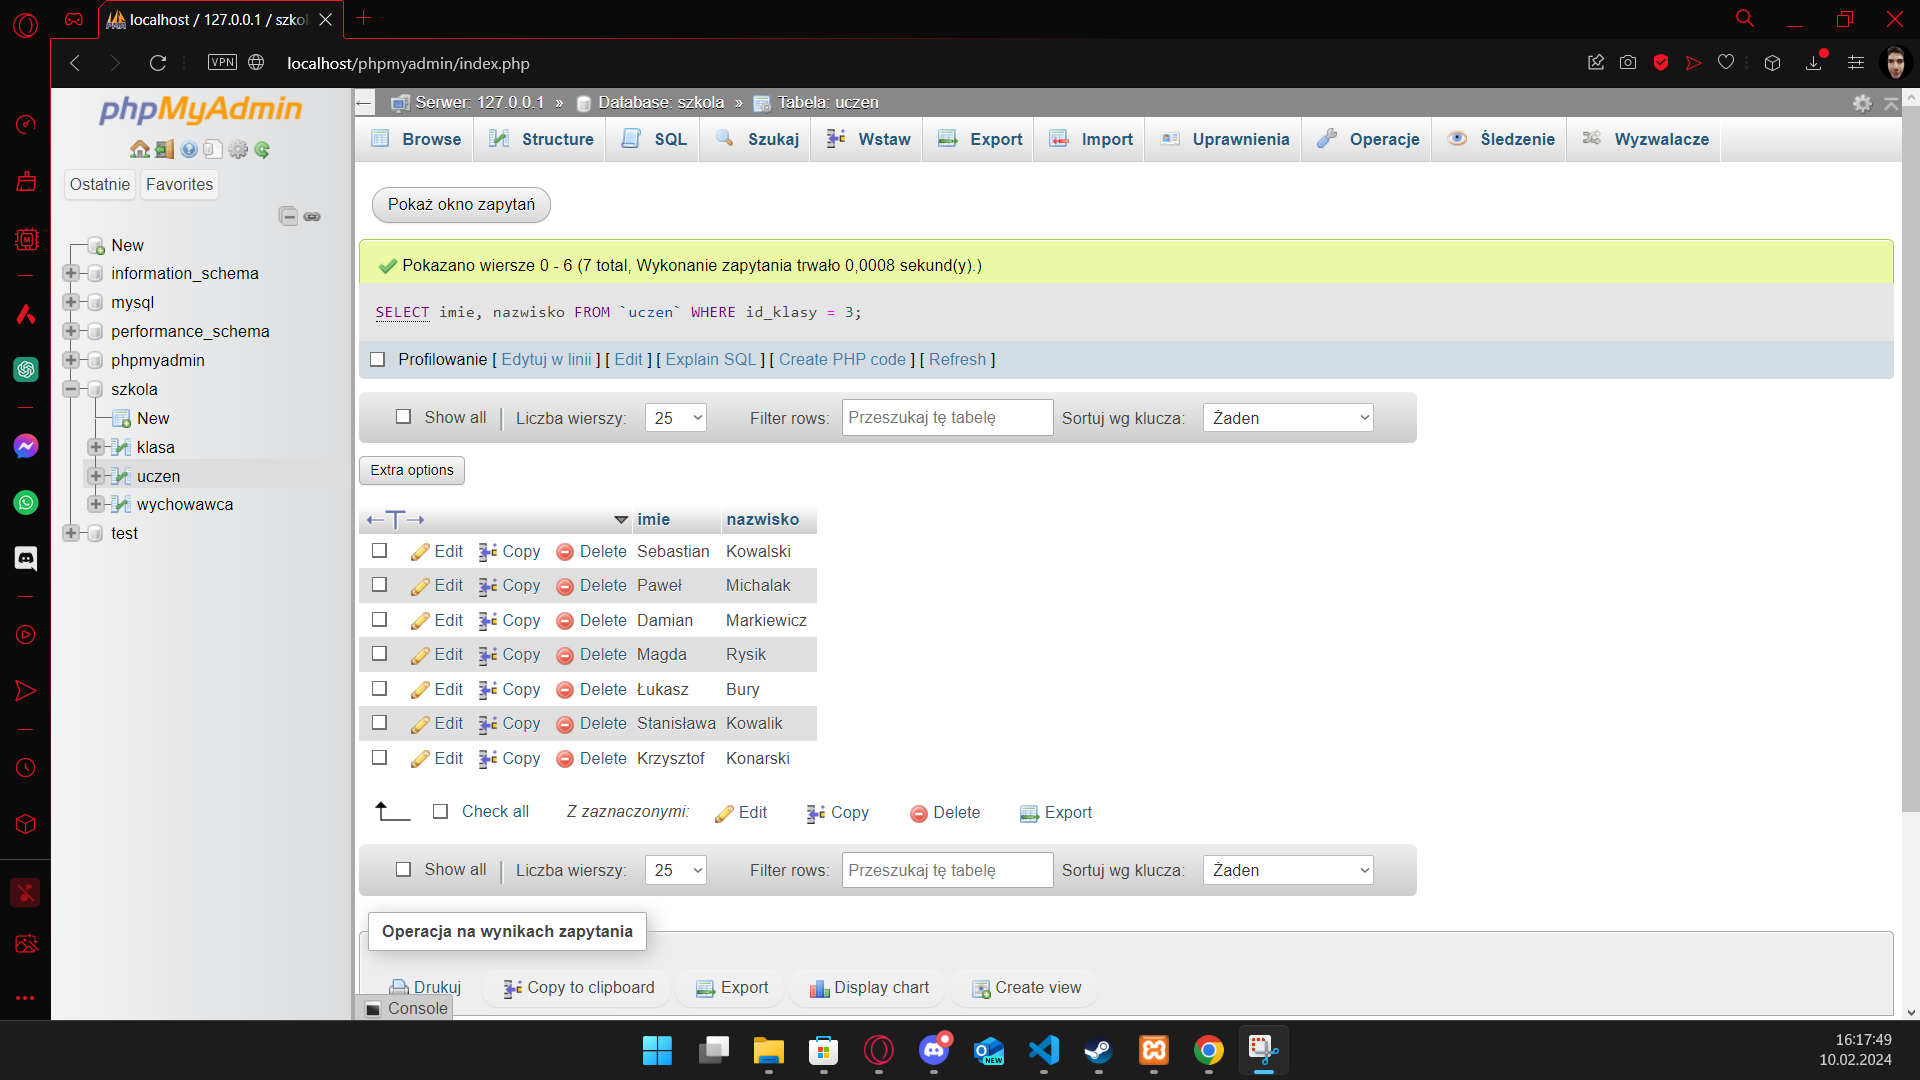 localhost / 127.0.0.1 / szko
VPN
localhost/phpmyadmin/index.php
phpMyAdmin
Ostatnie
Favorites
New
information_schema
mysql
performance_schema
phpmyadmin
szkola
New
klasa
uczen
wychowawca
test
Serwer: 127.0.0.1 » Database: szkola » Tabela: uczen
Browse Structure SQL Szukaj Wstaw Export Import Uprawnienia Operacje Śledzenie Wyzwalacze
Pokaż okno zapytań
Pokazano wiersze 0 - 6 (7 total, Wykonanie zapytania trwało 0,0008 sekund(y).)
SELECT imie, nazwisko FROM `uczen` WHERE id_klasy = 3;
Profilowanie [ Edytuj w linii ] [ Edit ] [ Explain SQL ] [ Create PHP code ] [ Refresh ]
Show all Liczba wierszy: 25 Filter rows: Przeszukaj tę tabelę Sortuj wg klucza: Żaden
Extra options
←T→ imie nazwisko
Edit Copy Delete Sebastian Kowalski
Edit Copy Delete Paweł Michalak
Edit Copy Delete Damian Markiewicz
Edit Copy Delete Magda Rysik
Edit Copy Delete Łukasz Bury
Edit Copy Delete Stanisława Kowalik
Edit Copy Delete Krzysztof Konarski
Check all Z zaznaczonymi: Edit Copy Delete Export
Show all Liczba wierszy: 25 Filter rows: Przeszukaj tę tabelę Sortuj wg klucza: Żaden
Operacja na wynikach zapytania
Drukuj Copy to clipboard Export Display chart Create view
Console
16:17:49
10.02.2024